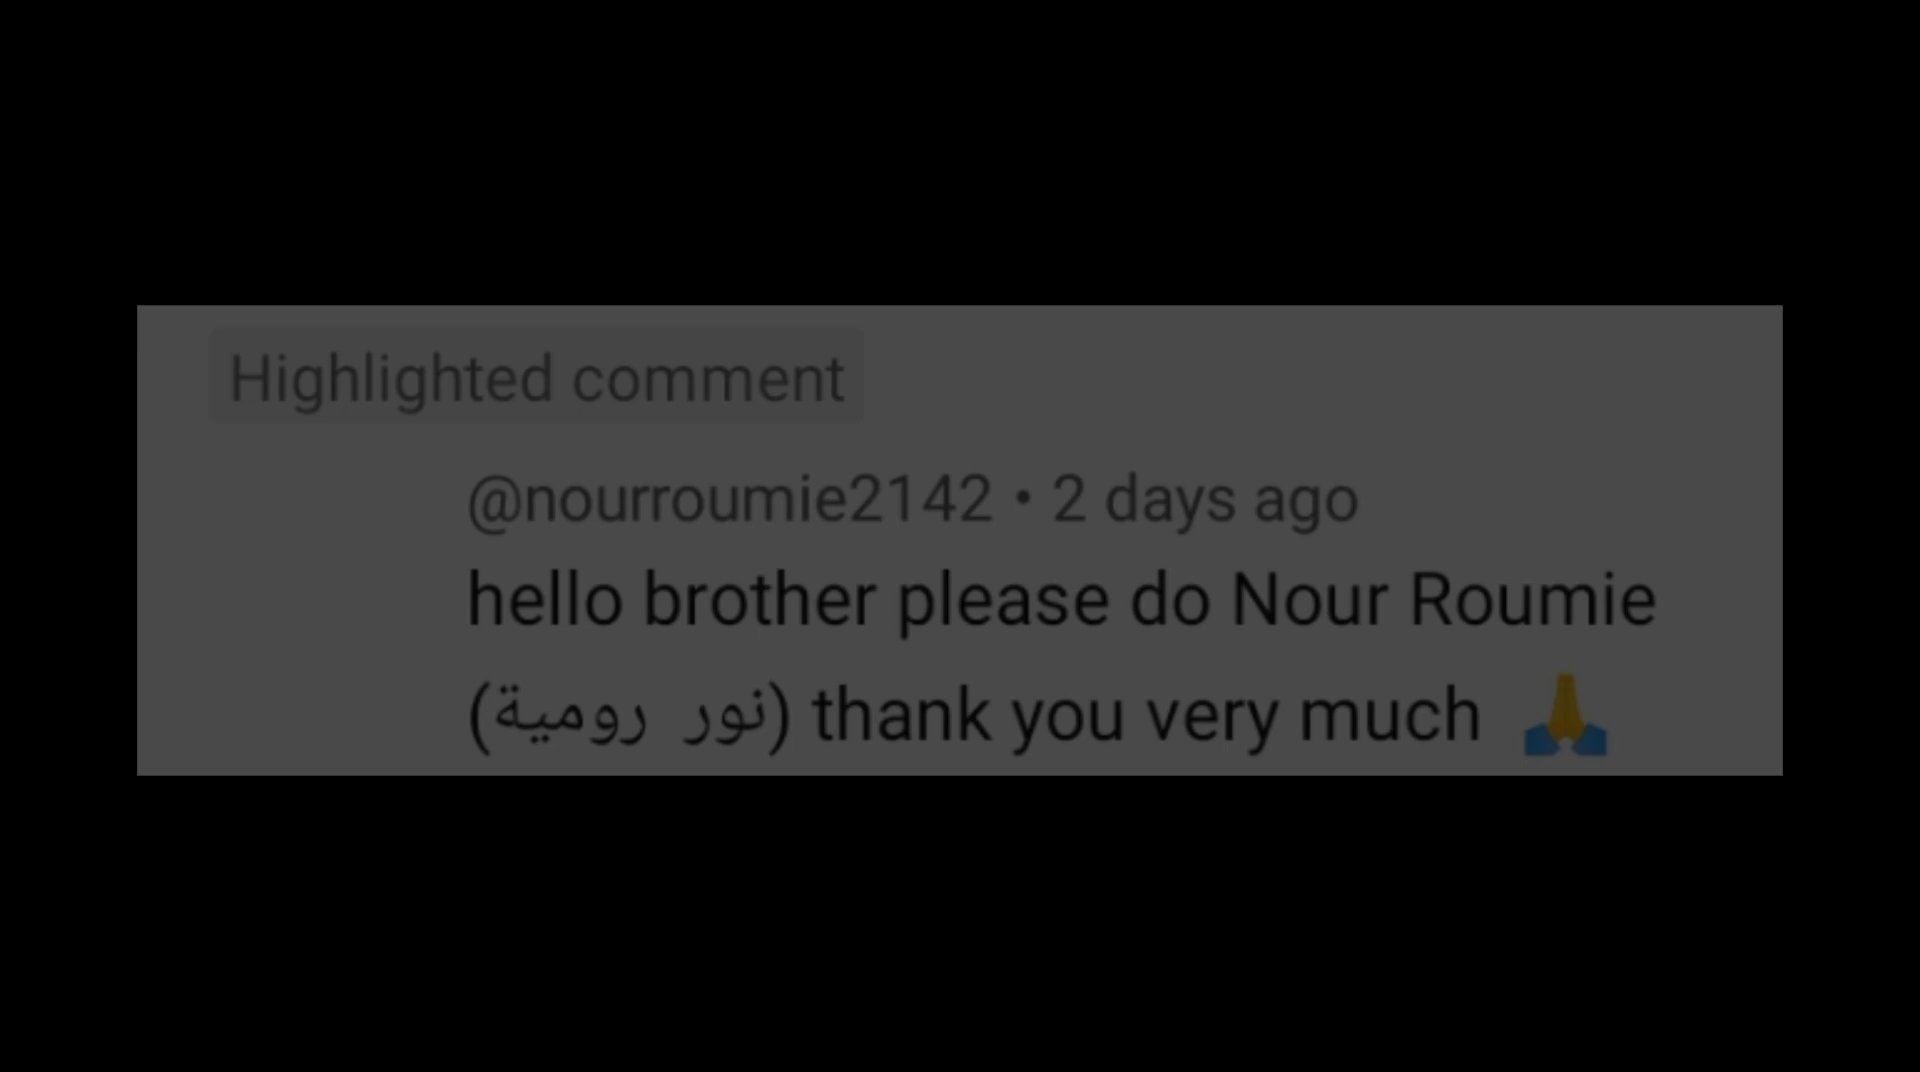 Highlighted comment
@nourroumie2142 • 2 days ago
hello brother please do Nour Roumie
(نور رومية) thank you very much 🙏